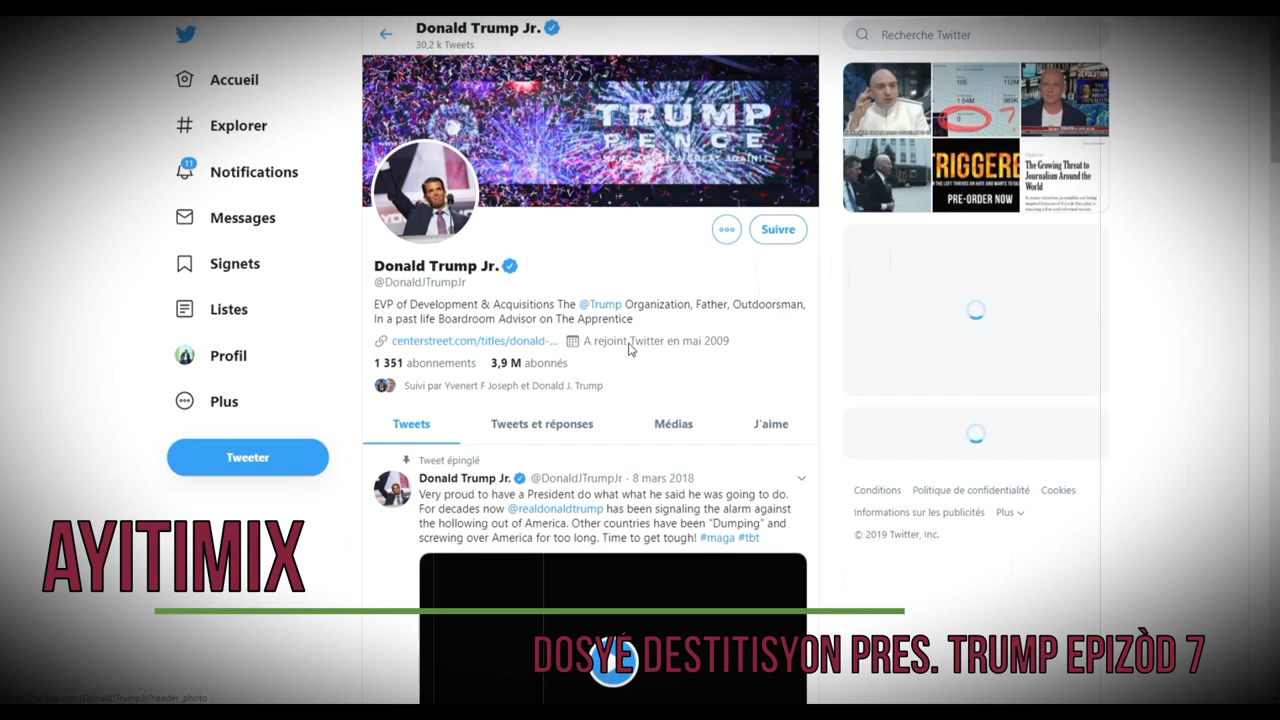 Donald Trump Jr.
30,2 k Tweets
Recherche Twitter
Accueil
Explorer
11
Notifications
Messages
Signets
Listes
Profil
Plus
Tweeter
TRUMP
PENCE
TRIGGERE
PRE-ORDER NOW
The Growing Threat to
Journalism Around the
World
Suivre
Donald Trump Jr.
@DonaldJTrumpJr
EVP of Development & Acquisitions The @Trump Organization, Father, Outdoorsman,
In a past life Boardroom Advisor on The Apprentice
centerstreet.com/titles/donald-... A rejoint Twitter en mai 2009
1 351 abonnements 3,9 M abonnés
Suivi par Yvenert F Joseph et Donald J. Trump
Tweets Tweets et réponses Médias J'aime
Tweet épinglé
Donald Trump Jr. @DonaldJTrumpJr · 8 mars 2018
Very proud to have a President do what what he said he was going to do.
For decades now @realdonaldtrump has been signaling the alarm against
the hollowing out of America. Other countries have been “Dumping” and
screwing over America for too long. Time to get tough! #maga #tbt
Conditions Politique de confidentialité Cookies
Informations sur les publicités Plus
© 2019 Twitter, Inc.
AYITIMIX
DOSYÉ DESTITISYON PRES. TRUMP EPIZÒD 7
https://twitter.com/DonaldJTrumpJr/header_photo